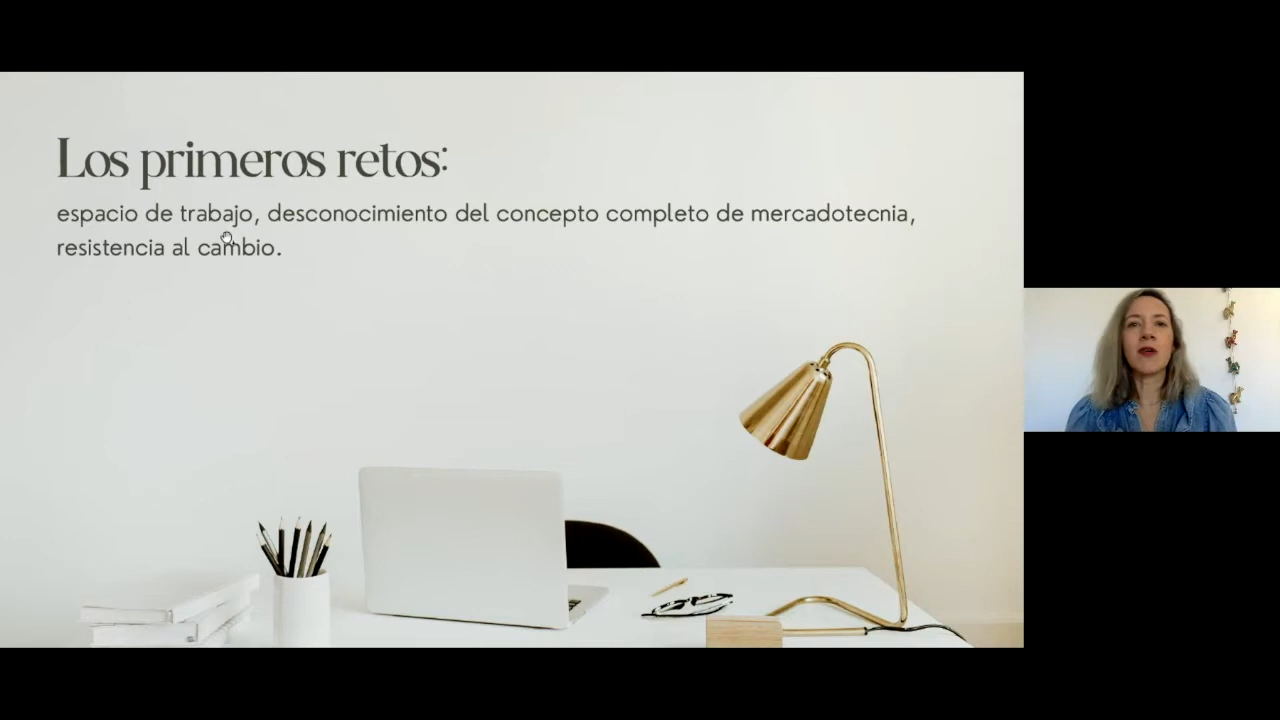 Los primeros retos:
espacio de trabajo, desconocimiento del concepto completo de mercadotecnia,
resistencia al cambio.